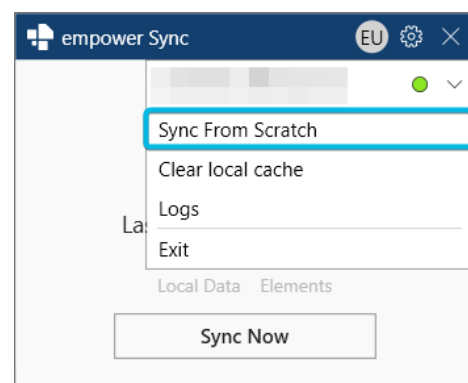 empower Sync EU
Sync From Scratch
Clear local cache
Logs
Exit
Local Data Elements
Sync Now